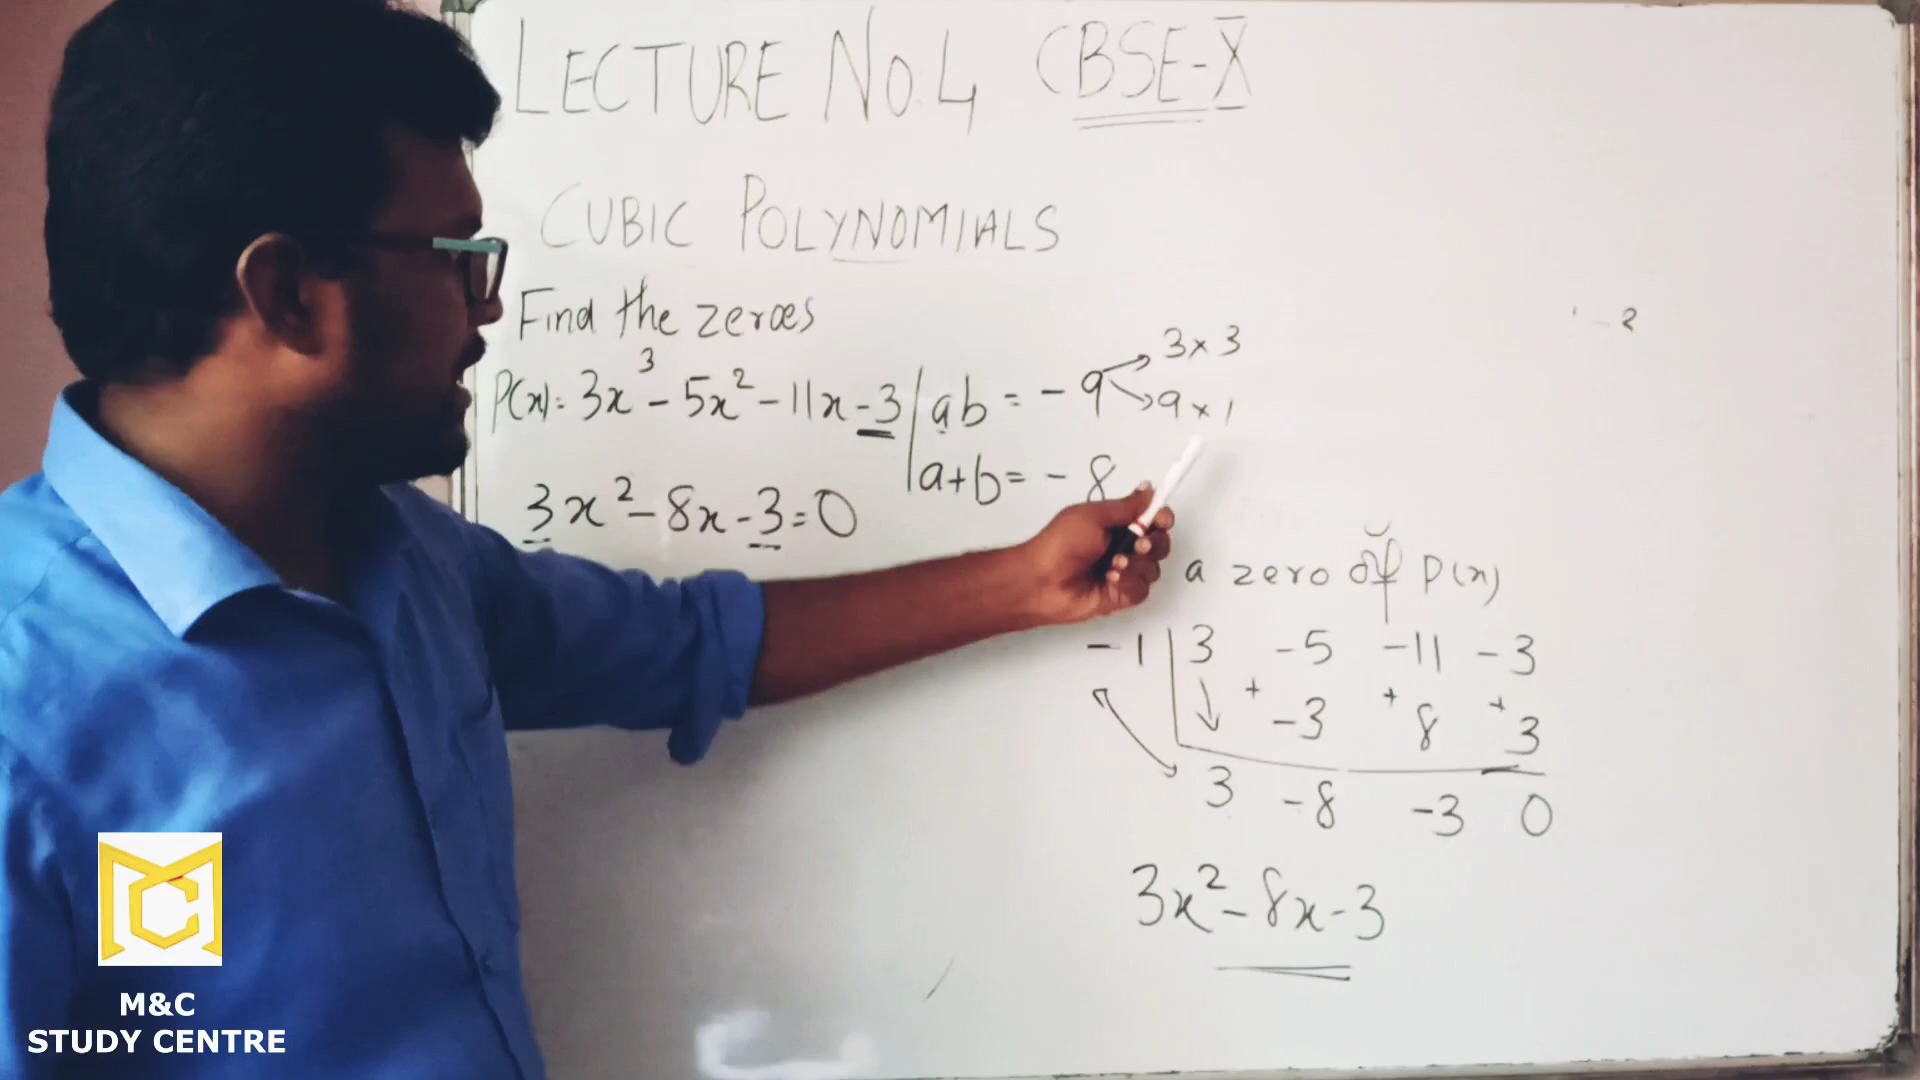 LECTURE No.4 CBSE-X
CUBIC POLYNOMIALS
Find the zeroes
P(x)= 3x³ - 5x² - 11x - 3
3x² - 8x - 3 = 0
ab = - 9
3 x 3
9 x 1
a+b = - 8
a zero of P(x)
-1 | 3 -5 -11 -3
+ -3 + 8 + 3
3 -8 -3 0
3x² - 8x - 3
M&C
STUDY CENTRE